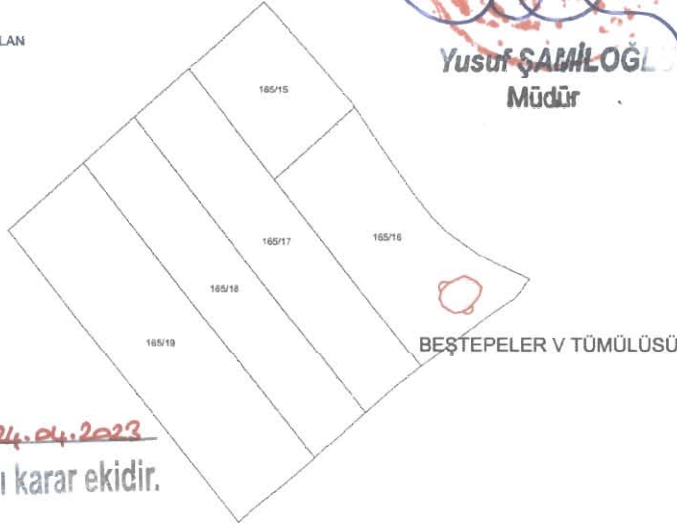 LAN
Yusuf ŞAMİLOĞL
Müdür
165/15
165/16
165/17
165/18
165/19
BEŞTEPELER V TÜMÜLÜSÜ
24.04.2023
ı karar ekidir.